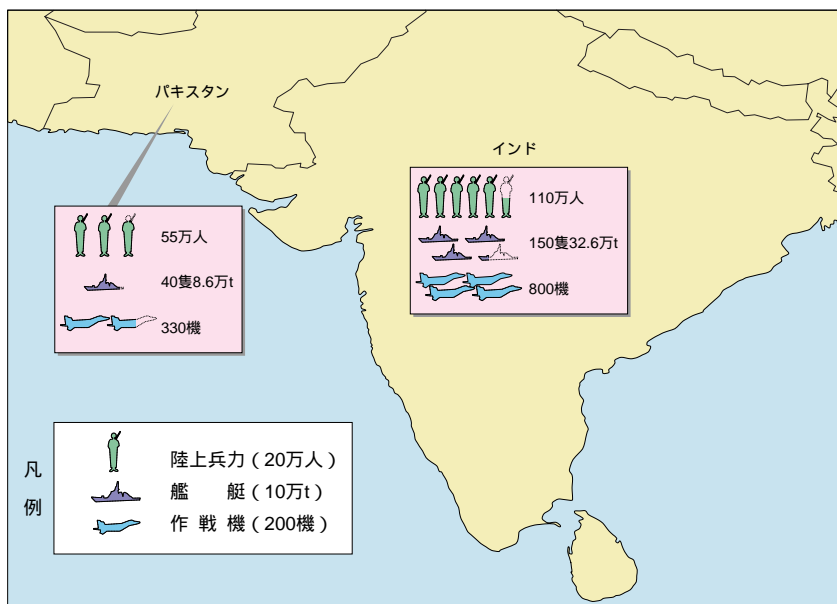 パキスタン
55万人
40隻8.6万t
330機
インド
110万人
150隻32.6万t
800機
凡例
陸上兵力(20万人)
艦艇(10万t)
作戦機(200機)